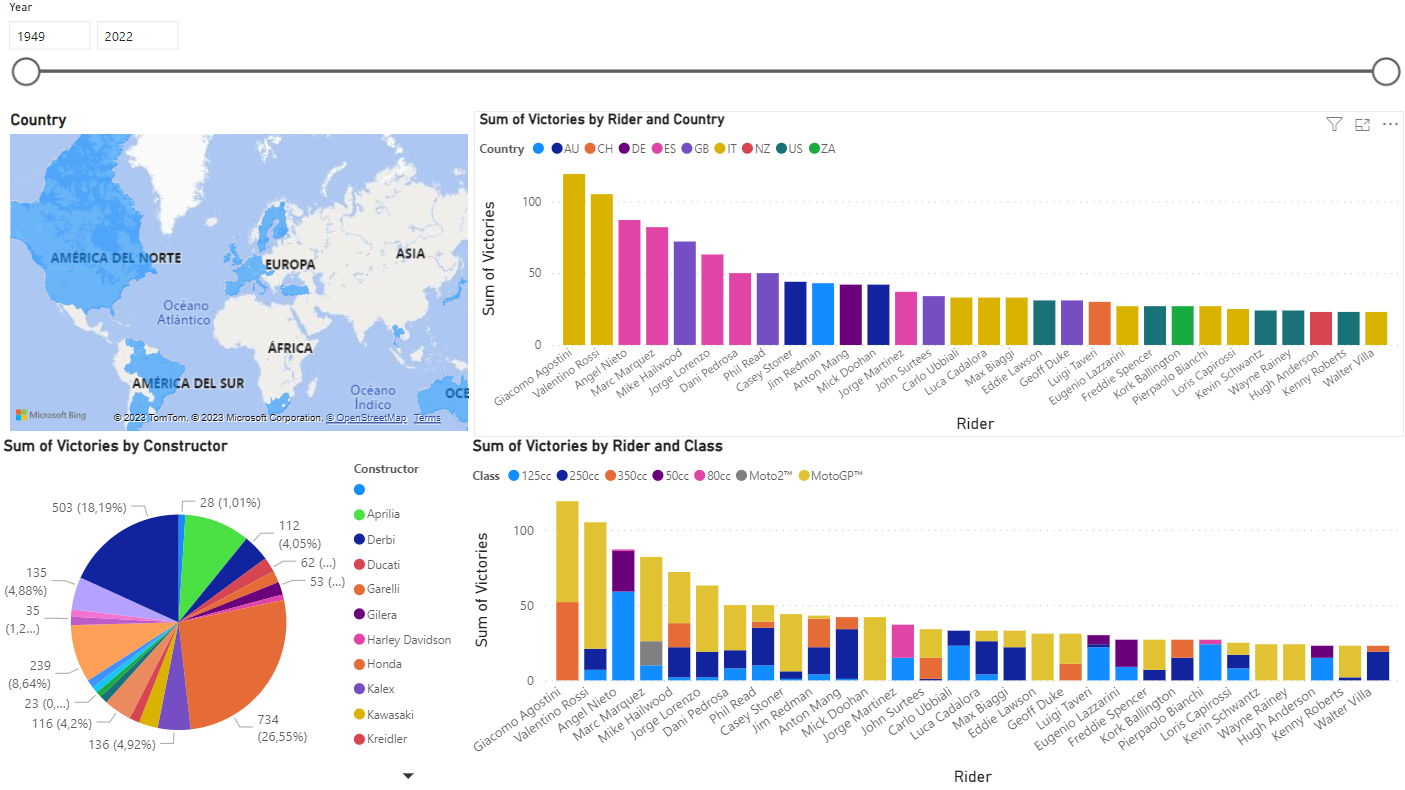 Year
1949
2022
Country
AMÉRICA DEL NORTE
EUROPA
ASIA
Océano
Atlántico
ÁFRICA
AMÉRICA DEL SUR
Océano
Índico
OCE
Microsoft Bing
© 2023 TomTom, © 2023 Microsoft Corporation, © OpenStreetMap Terms
Sum of Victories by Rider and Country
Country AU CH DE ES GB IT NZ US ZA
Sum of Victories
100
50
0
Giacomo Agostini
Valentino Rossi
Angel Nieto
Marc Marquez
Mike Hailwood
Jorge Lorenzo
Dani Pedrosa
Phil Read
Casey Stoner
Jim Redman
Anton Mang
Mick Doohan
Jorge Martinez
John Surtees
Carlo Ubbiali
Luca Cadalora
Max Biaggi
Eddie Lawson
Geoff Duke
Luigi Taveri
Eugenio Lazzarini
Freddie Spencer
Kork Ballington
Pierpaolo Bianchi
Loris Capirossi
Kevin Schwantz
Wayne Rainey
Hugh Anderson
Kenny Roberts
Walter Villa
Rider
Sum of Victories by Constructor
503 (18,19%)
28 (1,01%)
112
(4,05%)
62 (...)
53 (...)
734
(26,55%)
136 (4,92%)
116 (4,2%)
23 (0,...)
239
(8,64%)
35
(1,2...)
135
(4,88%)
Constructor
Aprilia
Derbi
Ducati
Garelli
Gilera
Harley Davidson
Honda
Kalex
Kawasaki
Kreidler
Sum of Victories by Rider and Class
Class 125cc 250cc 350cc 50cc 80cc Moto2™ MotoGP™
Sum of Victories
100
50
0
Giacomo Agostini
Valentino Rossi
Angel Nieto
Marc Marquez
Mike Hailwood
Jorge Lorenzo
Dani Pedrosa
Phil Read
Casey Stoner
Jim Redman
Anton Mang
Mick Doohan
Jorge Martinez
John Surtees
Carlo Ubbiali
Luca Cadalora
Max Biaggi
Eddie Lawson
Geoff Duke
Luigi Taveri
Eugenio Lazzarini
Freddie Spencer
Kork Ballington
Pierpaolo Bianchi
Loris Capirossi
Kevin Schwantz
Wayne Rainey
Hugh Anderson
Kenny Roberts
Walter Villa
Rider